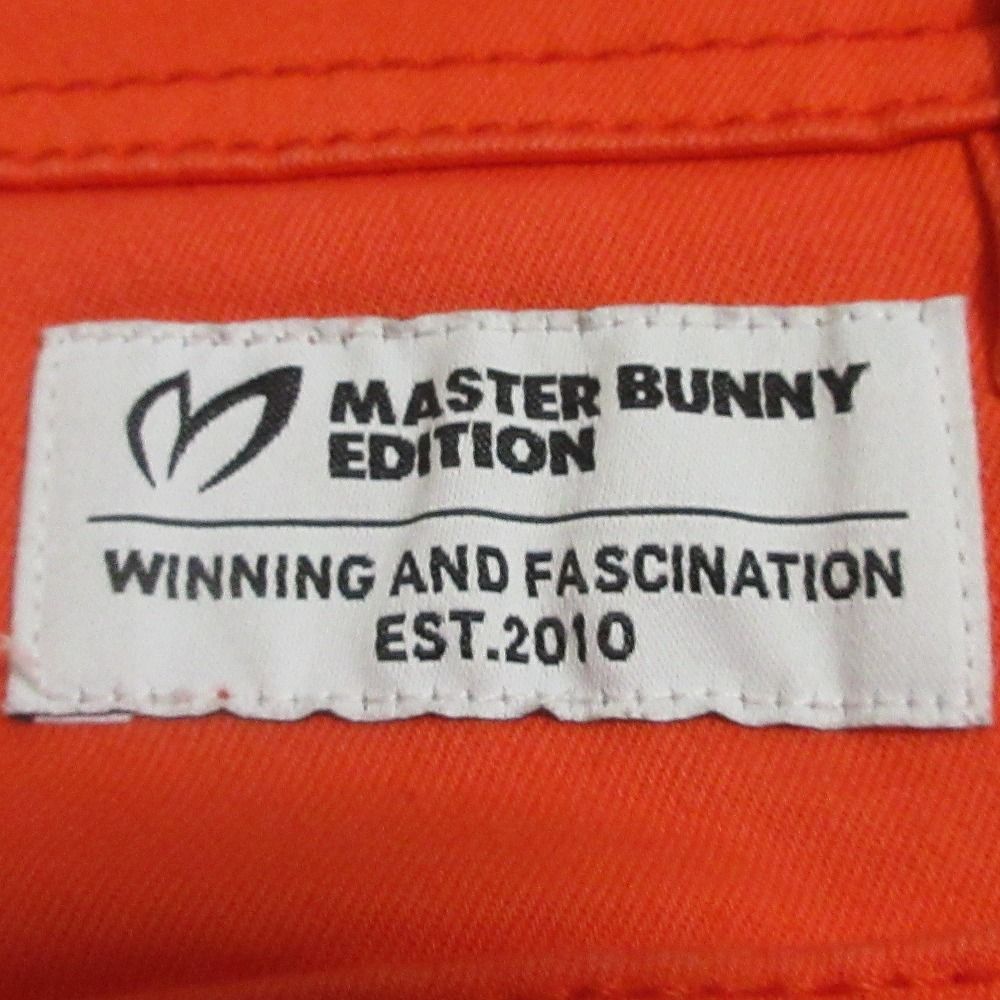 MASTER BUNNY
EDITION
WINNING AND FASCINATION
EST.2010